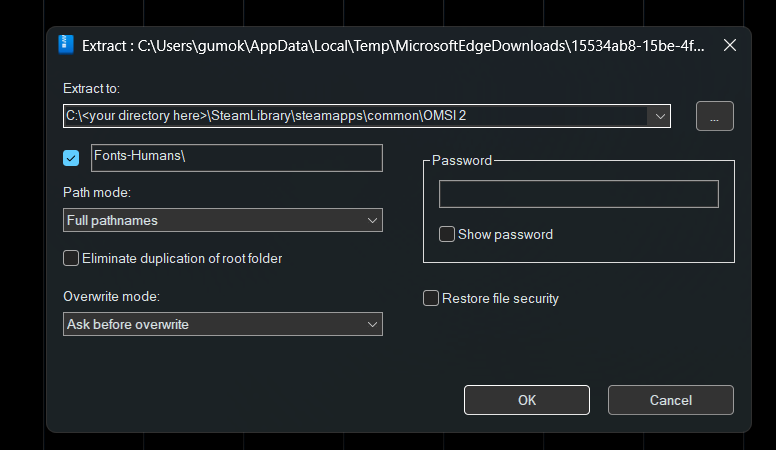 Extract : C:\Users\gumok\AppData\Local\Temp\MicrosoftEdgeDownloads\15534ab8-15be-4f...
Extract to:
C:\<your directory here>\SteamLibrary\steamapps\common\OMSI 2
...
Fonts-Humans\
Password
Path mode:
Full pathnames
Show password
Eliminate duplication of root folder
Overwrite mode:
Restore file security
Ask before overwrite
OK
Cancel